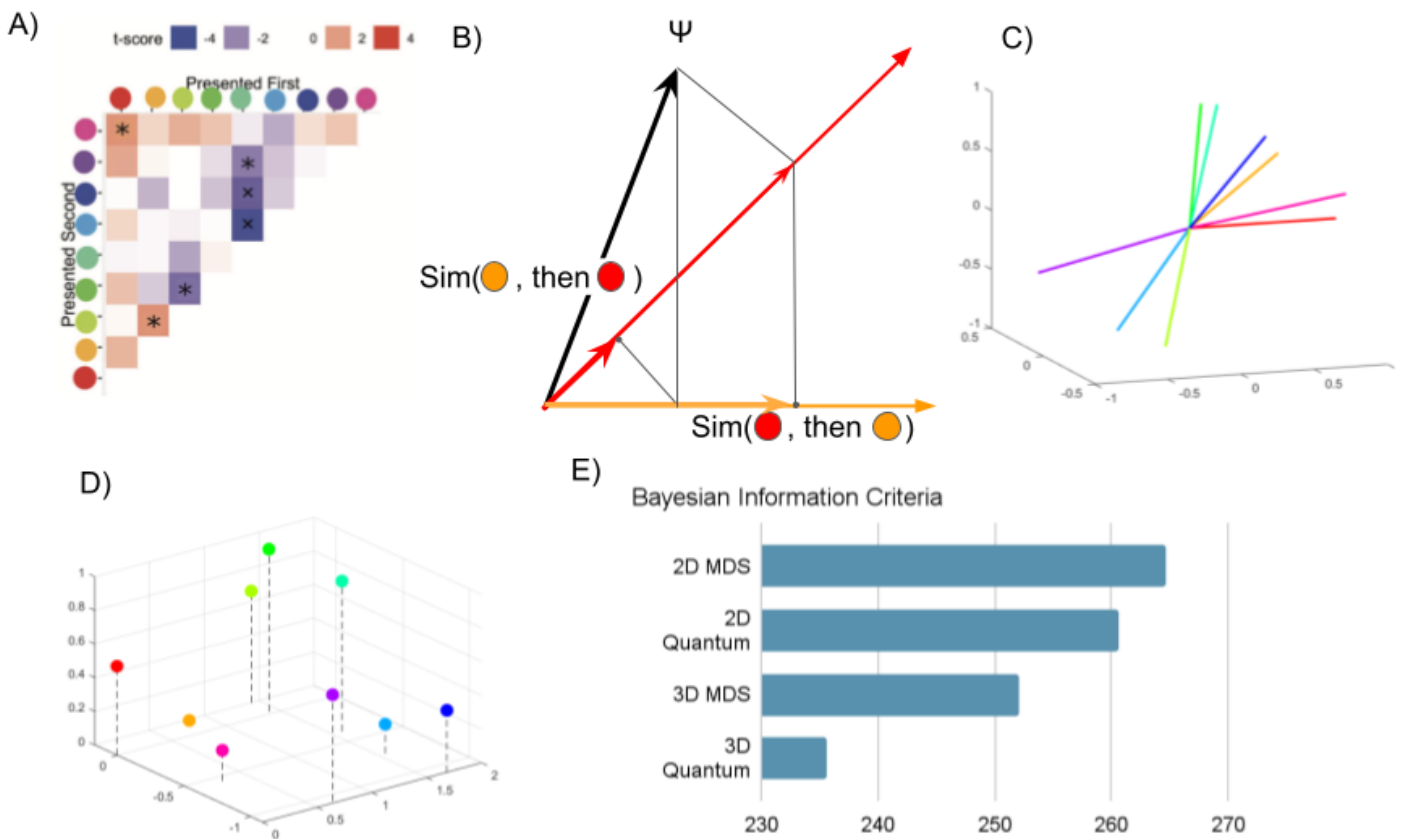 A)
t-score -4 -2 0 2 4
Presented First
Presented Second
* 
*
×
×
*
*
B)
Ψ
Sim( , then )
Sim( , then )
C)
1
0.5
0
-0.5
-1
0.5
0
-0.5
-1
-0.5
0
0.5
D)
1
0.8
0.6
0.4
0.2
0
0
-0.5
-1
0
0.5
1
1.5
2
E)
Bayesian Information Criteria
2D MDS
2D
Quantum
3D MDS
3D
Quantum
230 240 250 260 270